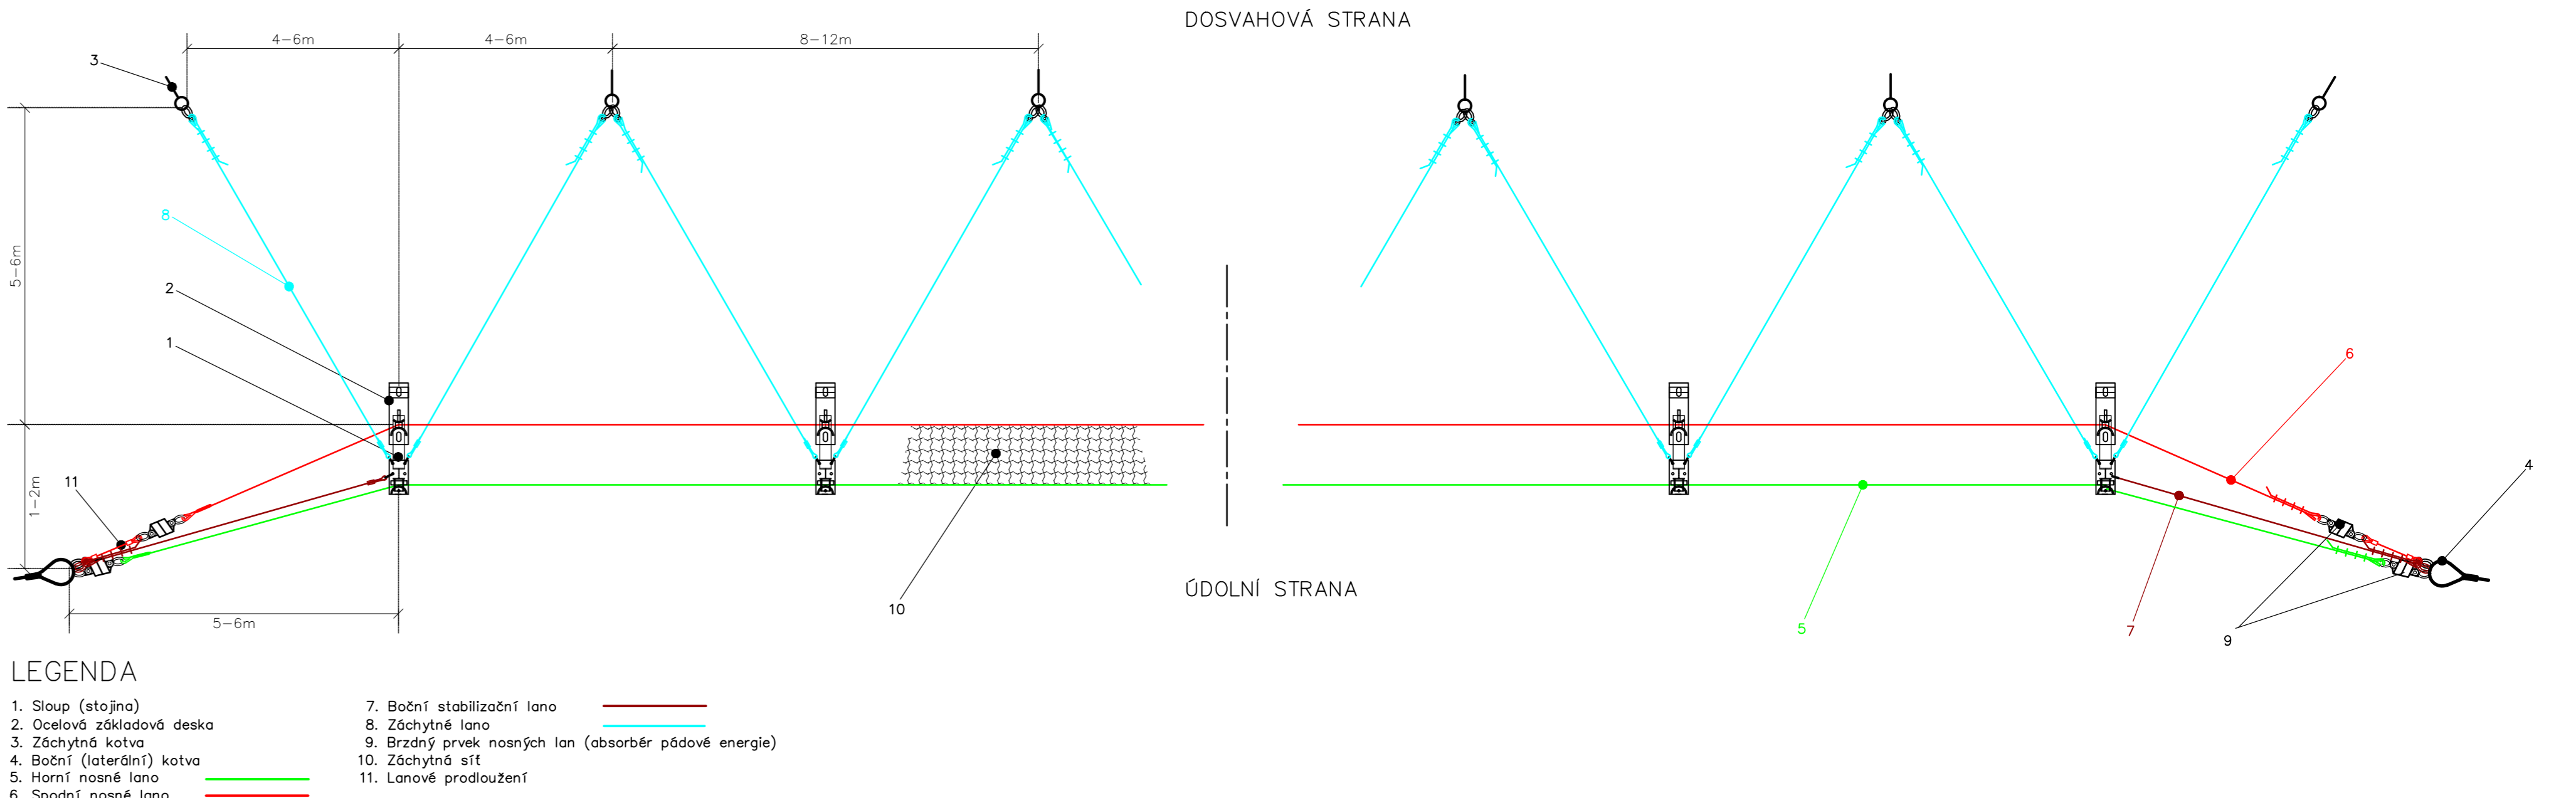 DOSVAHOVÁ STRANA
4-6m
4-6m
8-12m
3
8
5-6m
2
1
6
11
1-2m
4
10
ÚDOLNÍ STRANA
5
7
9
5-6m
LEGENDA
1. Sloup (stojina)
2. Ocelová základová deska
3. Záchytná kotva
4. Boční (laterální) kotva
5. Horní nosné lano
6. Spodní nosné lano
7. Boční stabilizační lano
8. Záchytné lano
9. Brzdný prvek nosných lan (absorbér pádové energie)
10. Záchytná síť
11. Lanové prodloužení